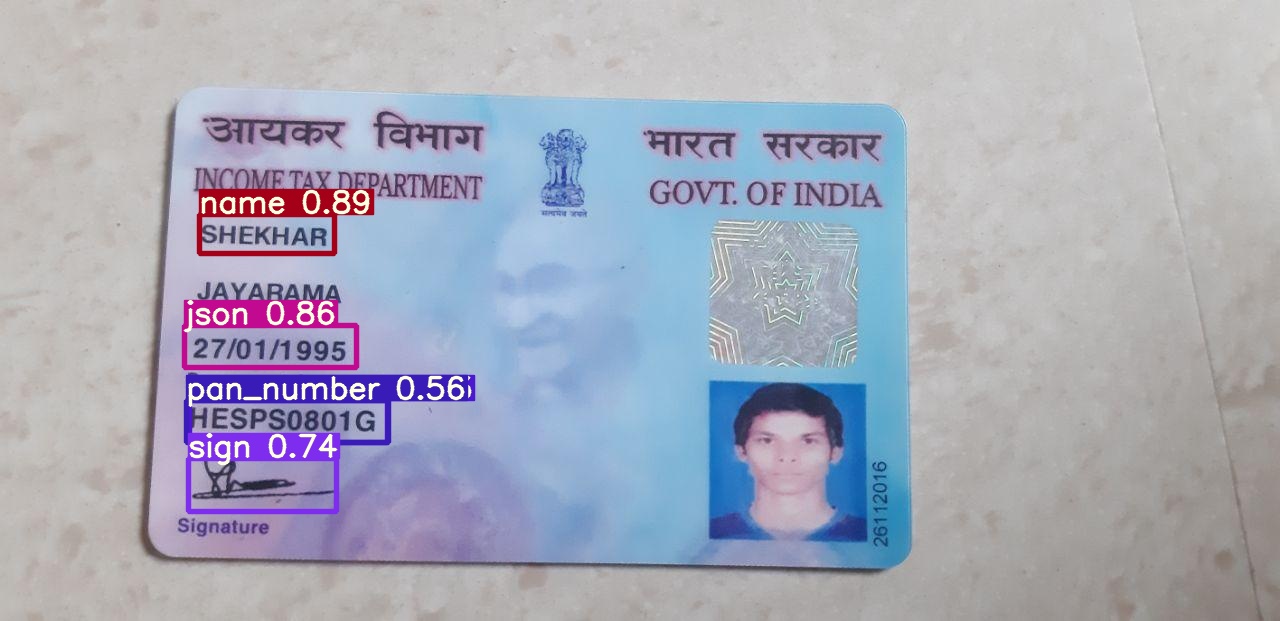 आयकर विभाग
भारत सरकार
INCOME TAX DEPARTMENT
GOVT. OF INDIA
सत्यमेव जयते
name 0.89
SHEKHAR
JAYARAMA
json 0.86
27/01/1995
pan_number 0.56
HESPS0801G
sign 0.74
Signature
26112016